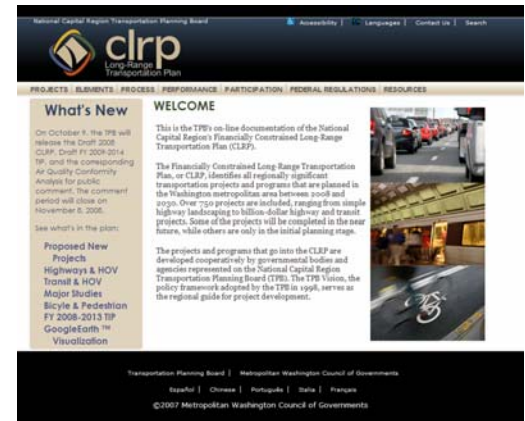 National Capital Region Transportation Planning Board
Accessibility | Languages | Contact Us | Search
clrp
Long-Range
Transportation Plan
PROJECTS ELEMENTS PROCESS PERFORMANCE PARTICIPATION FEDERAL REGULATIONS RESOURCES
What's New
On October 9, the TPB will
release the Draft 2008
CLRP, Draft FY 2009-2014
TIP, and the corresponding
Air Quality Conformity
Analysis for public
comment. The comment
period will close on
November 8, 2008.
See what's in the plan:
Proposed New
Projects
Highways & HOV
Transit & HOV
Major Studies
Bicyle & Pedestrian
FY 2008-2013 TIP
GoogleEarth ™
Visualization
WELCOME
This is the TPB's on-line documentation of the National
Capital Region's Financially Constrained Long-Range
Transportation Plan (CLRP).
The Financially Constrained Long-Range Transportation
Plan, or CLRP, identifies all regionally significant
transportation projects and programs that are planned in
the Washington metropolitan area between 2008 and
2030. Over 750 projects are included, ranging from simple
highway landscaping to billion-dollar highway and transit
projects. Some of the projects will be completed in the near
future, while others are only in the initial planning stage.
The projects and programs that go into the CLRP are
developed cooperatively by governmental bodies and
agencies represented on the National Capital Region
Transportation Planning Board (TPB). The TPB Vision, the
policy framework adopted by the TPB in 1998, serves as
the regional guide for project development.
Transportation Planning Board | Metropolitan Washington Council of Governments
Español | Chinese | Português | Italia | Français
©2007 Metropolitan Washington Council of Governments